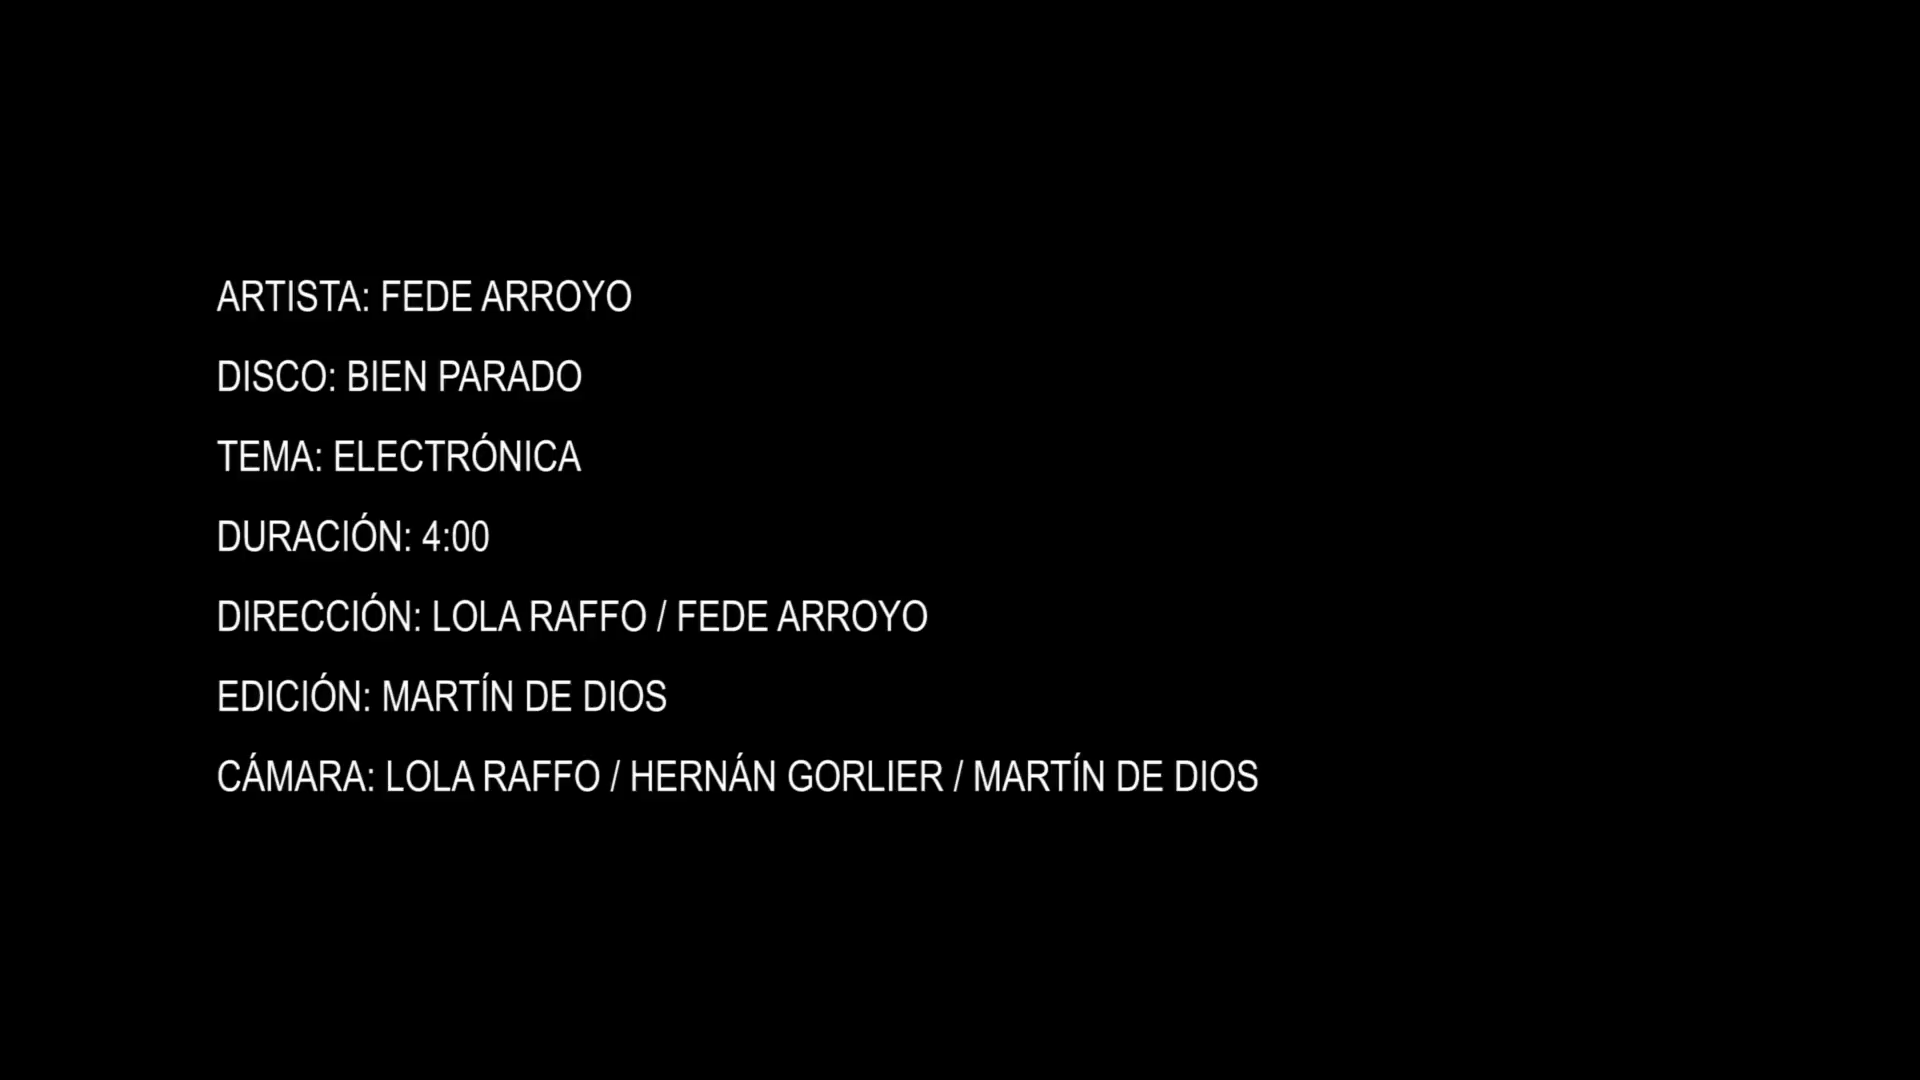 ARTISTA: FEDE ARROYO
DISCO: BIEN PARADO
TEMA: ELECTRÓNICA
DURACIÓN: 4:00
DIRECCIÓN: LOLA RAFFO / FEDE ARROYO
EDICIÓN: MARTÍN DE DIOS
CÁMARA: LOLA RAFFO / HERNÁN GORLIER / MARTÍN DE DIOS